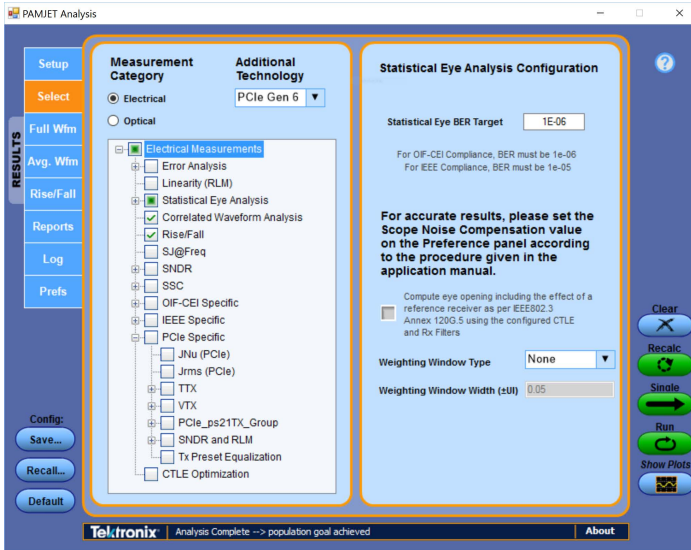 PAMJET Analysis
Setup
Select
Full Wfm
Avg. Wfm
Rise/Fall
Reports
Log
Prefs
RESULTS
Config:
Save...
Recall...
Default
Measurement Category
Additional Technology
Electrical
PCIe Gen 6
Optical
Electrical Measurements
Error Analysis
Linearity (RLM)
Statistical Eye Analysis
Correlated Waveform Analysis
Rise/Fall
SJ@Freq
SNDR
SSC
OIF-CEI Specific
IEEE Specific
PCIe Specific
JNu (PCIe)
Jrms (PCIe)
TTX
VTX
PCIe_ps21TX_Group
SNDR and RLM
Tx Preset Equalization
CTLE Optimization
Statistical Eye Analysis Configuration
Statistical Eye BER Target
1E-06
For OIF-CEI Compliance, BER must be 1e-06
For IEEE Compliance, BER must be 1e-05
For accurate results, please set the
Scope Noise Compensation value
on the Preference panel according
to the procedure given in the
application manual.
Compute eye opening including the effect of a
reference receiver as per IEEE802.3
Annex 120G.5 using the configured CTLE
and Rx Filters
Weighting Window Type
None
Weighting Window Width (±UI)
0.05
?
Clear
Recalc
Single
Run
Show Plots
Tektronix
Analysis Complete --> population goal achieved
About